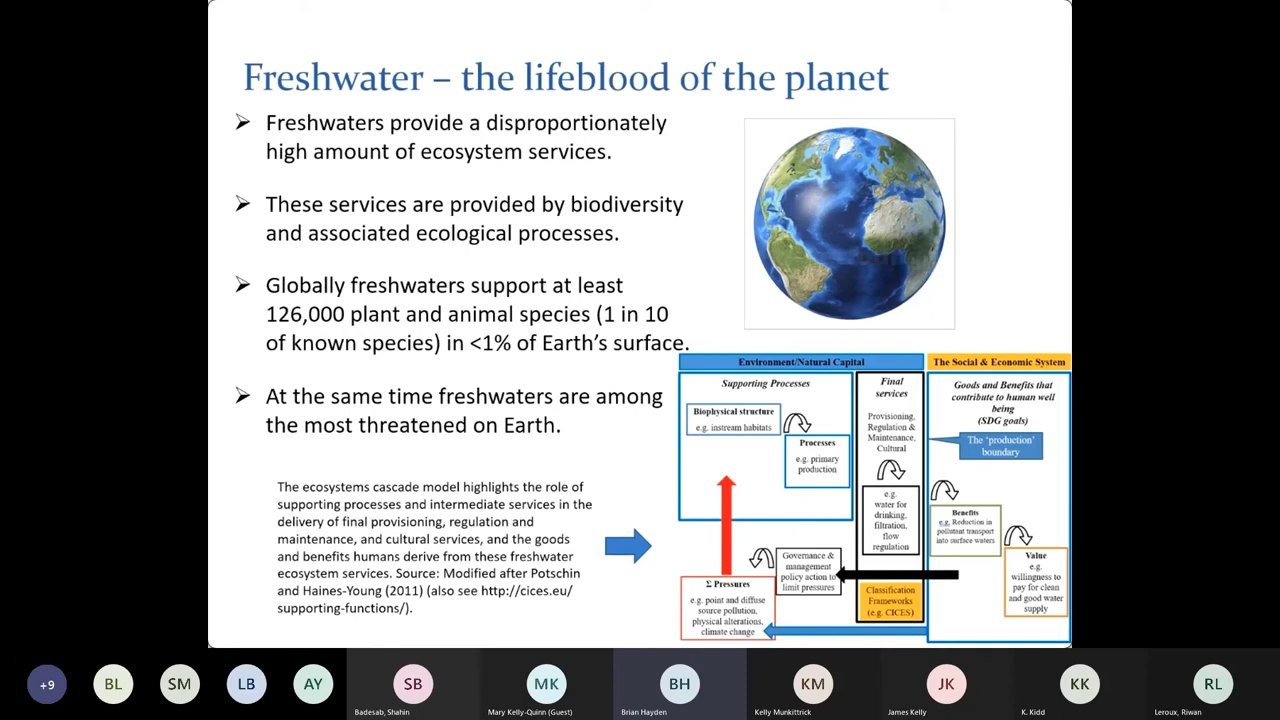 Freshwater – the lifeblood of the planet
Freshwaters provide a disproportionately
high amount of ecosystem services.
These services are provided by biodiversity
and associated ecological processes.
Globally freshwaters support at least
126,000 plant and animal species (1 in 10
of known species) in <1% of Earth's surface.
At the same time freshwaters are among
the most threatened on Earth.
The ecosystems cascade model highlights the role of
supporting processes and intermediate services in the
delivery of final provisioning, regulation and
maintenance, and cultural services, and the goods
and benefits humans derive from these freshwater
ecosystem services. Source: Modified after Potschin
and Haines-Young (2011) (also see http://cices.eu/
supporting-functions/).
Environment/Natural Capital
The Social & Economic System
Supporting Processes
Biophysical structure
e.g. instream habitats
Processes
e.g. primary
production
Final
services
Provisioning,
Regulation &
Maintenance,
Cultural
e.g.
water for
drinking,
filtration,
flow
regulation
Goods and Benefits that
contribute to human well
being
(SDG goals)
The 'production'
boundary
Benefits
e.g. Reduction in
pollutant transport
into surface waters
Value
e.g.
willingness to
pay for clean
and good water
supply
Governance &
management
policy action to
limit pressures
Classification
Frameworks
(e.g. CICES)
Σ Pressures
e.g. point and diffuse
source pollution,
physical alterations,
climate change
+9
BL
SM
LB
AY
SB
Badesab, Shahin
MK
Mary Kelly-Quinn (Guest)
BH
Brian Hayden
KM
Kelly Munkittrick
JK
James Kelly
KK
K. Kidd
RL
Leroux, Riwan